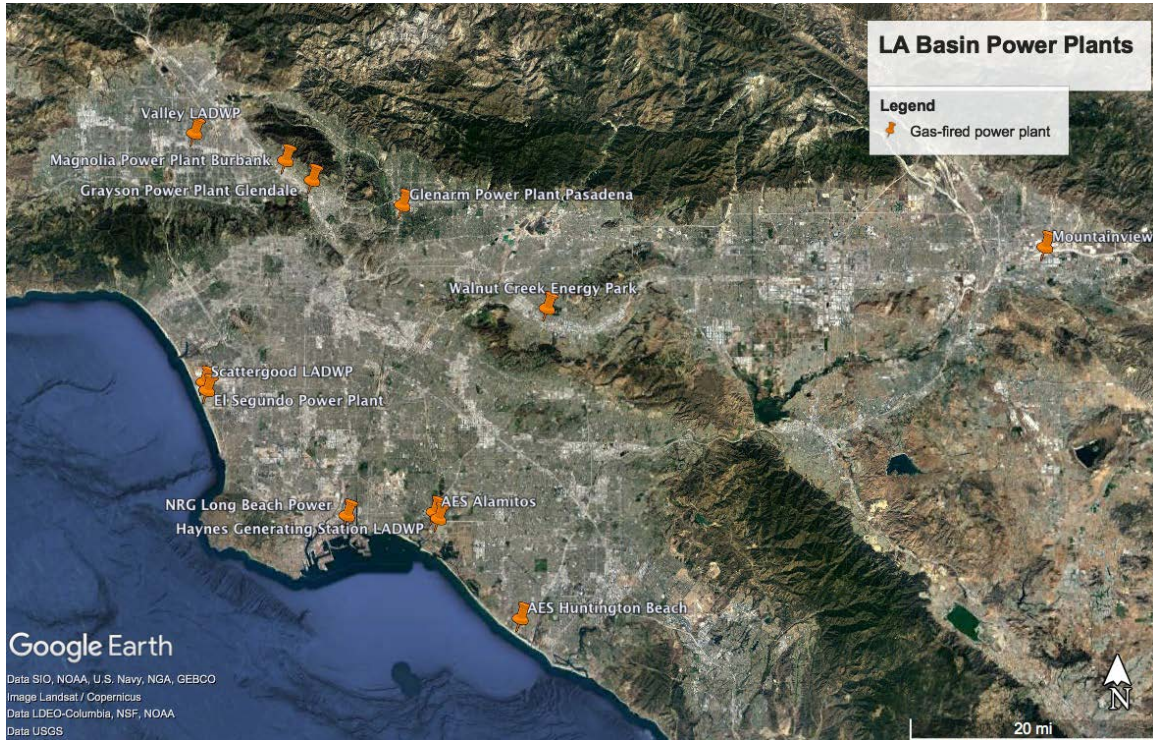 LA Basin Power Plants
Legend
Gas-fired power plant
Valley LADWP
Magnolia Power Plant Burbank
Grayson Power Plant Glendale
Glenarm Power Plant Pasadena
Mountainview
Walnut Creek Energy Park
Scattergood LADWP
El Segundo Power Plant
NRG Long Beach Power
AES Alamitos
Haynes Generating Station LADWP
AES Huntington Beach
Google Earth
Data SIO, NOAA, U.S. Navy, NGA, GEBCO
Image Landsat / Copernicus
Data LDEO-Columbia, NSF, NOAA
Data USGS
N
20 mi